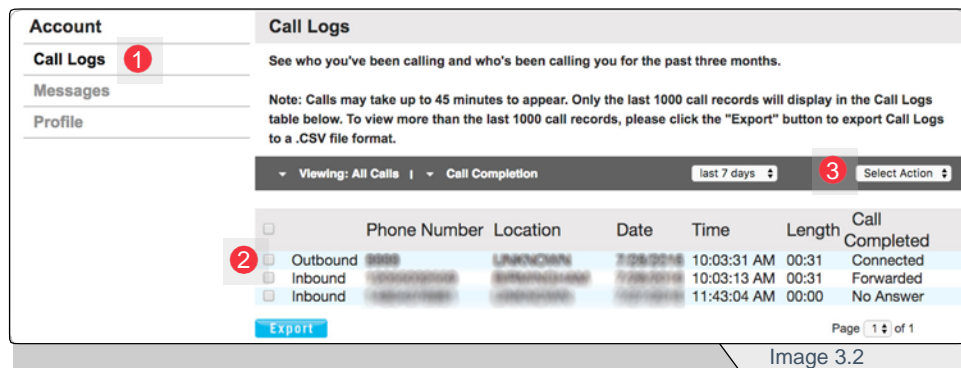 Account
Call Logs 1
Messages
Profile
Call Logs
See who you've been calling and who's been calling you for the past three months.
Note: Calls may take up to 45 minutes to appear. Only the last 1000 call records will display in the Call Logs
table below. To view more than the last 1000 call records, please click the "Export" button to export Call Logs
to a .CSV file format.
Viewing: All Calls | Call Completion last 7 days 3 Select Action
Phone Number Location Date Time Length Call Completed
2 Outbound 10:03:31 AM 00:31 Connected
Inbound 10:03:13 AM 00:31 Forwarded
Inbound 11:43:04 AM 00:00 No Answer
Export Page 1 of 1
Image 3.2